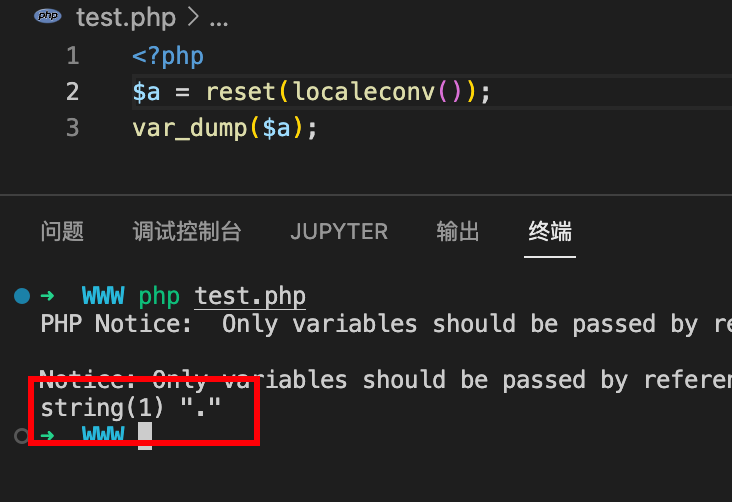 php test.php > ...
1 <?php
2 $a = reset(localeconv());
3 var_dump($a);
问题 调试控制台 JUPYTER 输出 终端
➜ WWW php test.php
PHP Notice: Only variables should be passed by re
Notice: Only variables should be passed by referen
string(1) "."
➜ WWW